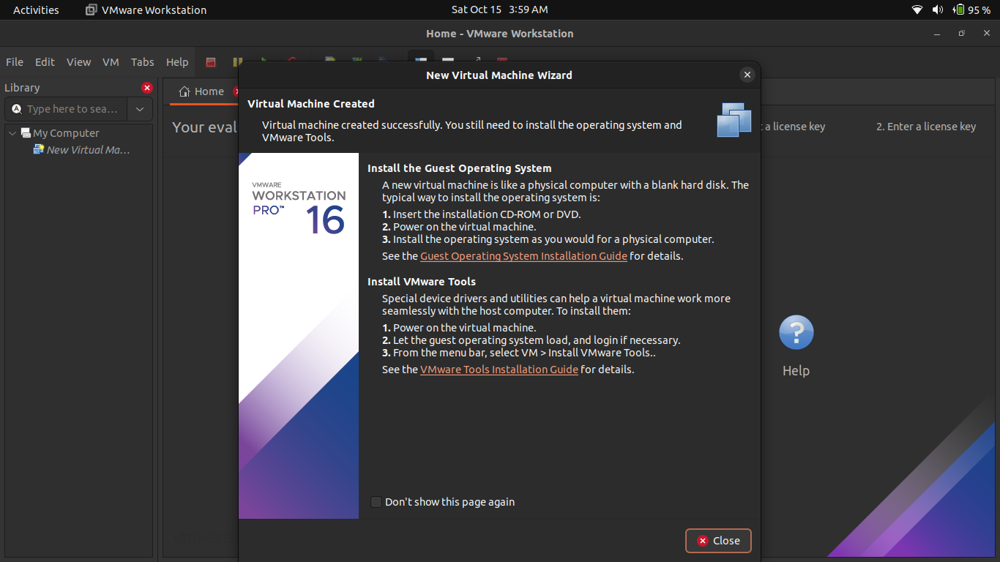 Activities
VMware Workstation
Sat Oct 15 3:59 AM
95 %
Home - VMware Workstation
File Edit View VM Tabs Help
Library
Type here to sea…
My Computer
New Virtual Ma…
Home
Your eval
a license key
2. Enter a license key
New Virtual Machine Wizard
Virtual Machine Created
Virtual machine created successfully. You still need to install the operating system and
VMware Tools.
VMWARE
WORKSTATION
PRO™ 16
Install the Guest Operating System
A new virtual machine is like a physical computer with a blank hard disk. The
typical way to install the operating system is:
1. Insert the installation CD-ROM or DVD.
2. Power on the virtual machine.
3. Install the operating system as you would for a physical computer.
See the Guest Operating System Installation Guide for details.
Install VMware Tools
Special device drivers and utilities can help a virtual machine work more
seamlessly with the host computer. To install them:
1. Power on the virtual machine.
2. Let the guest operating system load, and login if necessary.
3. From the menu bar, select VM > Install VMware Tools..
See the VMware Tools Installation Guide for details.
Don't show this page again
Close
Help